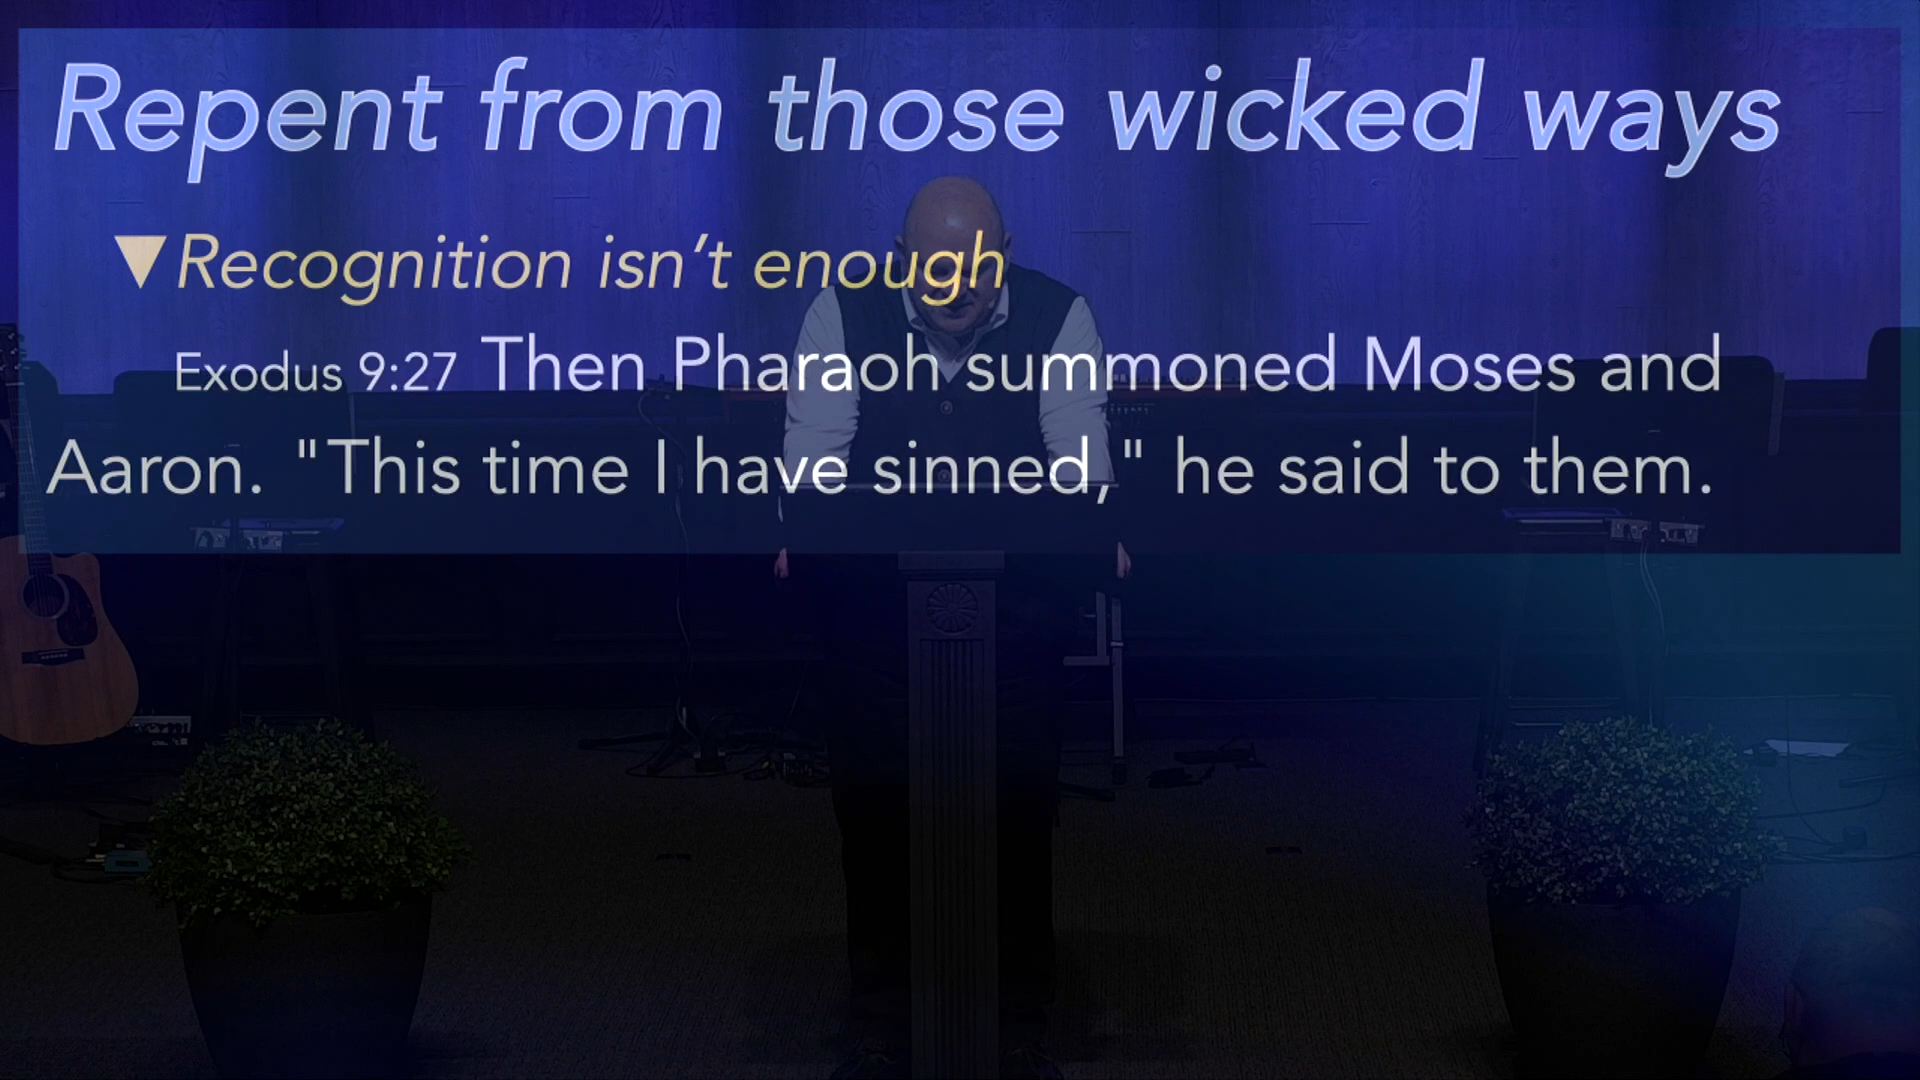 Repent from those wicked ways
▼Recognition isn’t enough
Exodus 9:27 Then Pharaoh summoned Moses and
Aaron. "This time I have sinned," he said to them.